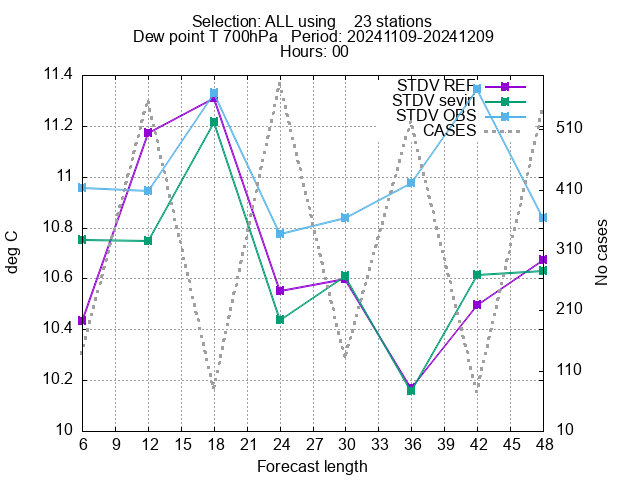 Selection: ALL using    23 stations
Dew point T 700hPa   Period: 20241109-20241209
Hours: 00
11.4
11.2
11
10.8
10.6
10.4
10.2
10
deg C
STDV REF
STDV seviri
STDV OBS
CASES
510
410
310
210
110
10
No cases
6 9 12 15 18 21 24 27 30 33 36 39 42 45 48
Forecast length